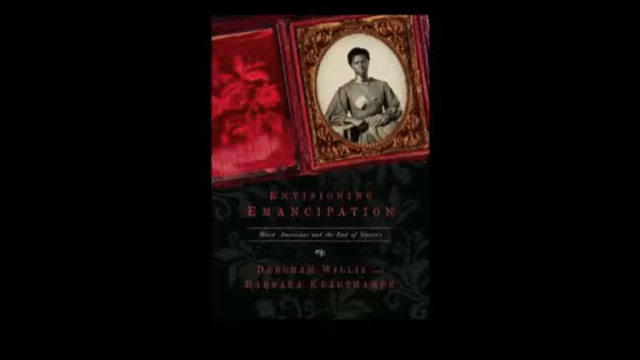 ENVISIONING
EMANCIPATION
Black Americans and the End of Slavery
DEBORAH WILLIS AND
BARBARA KRAUTHAMER